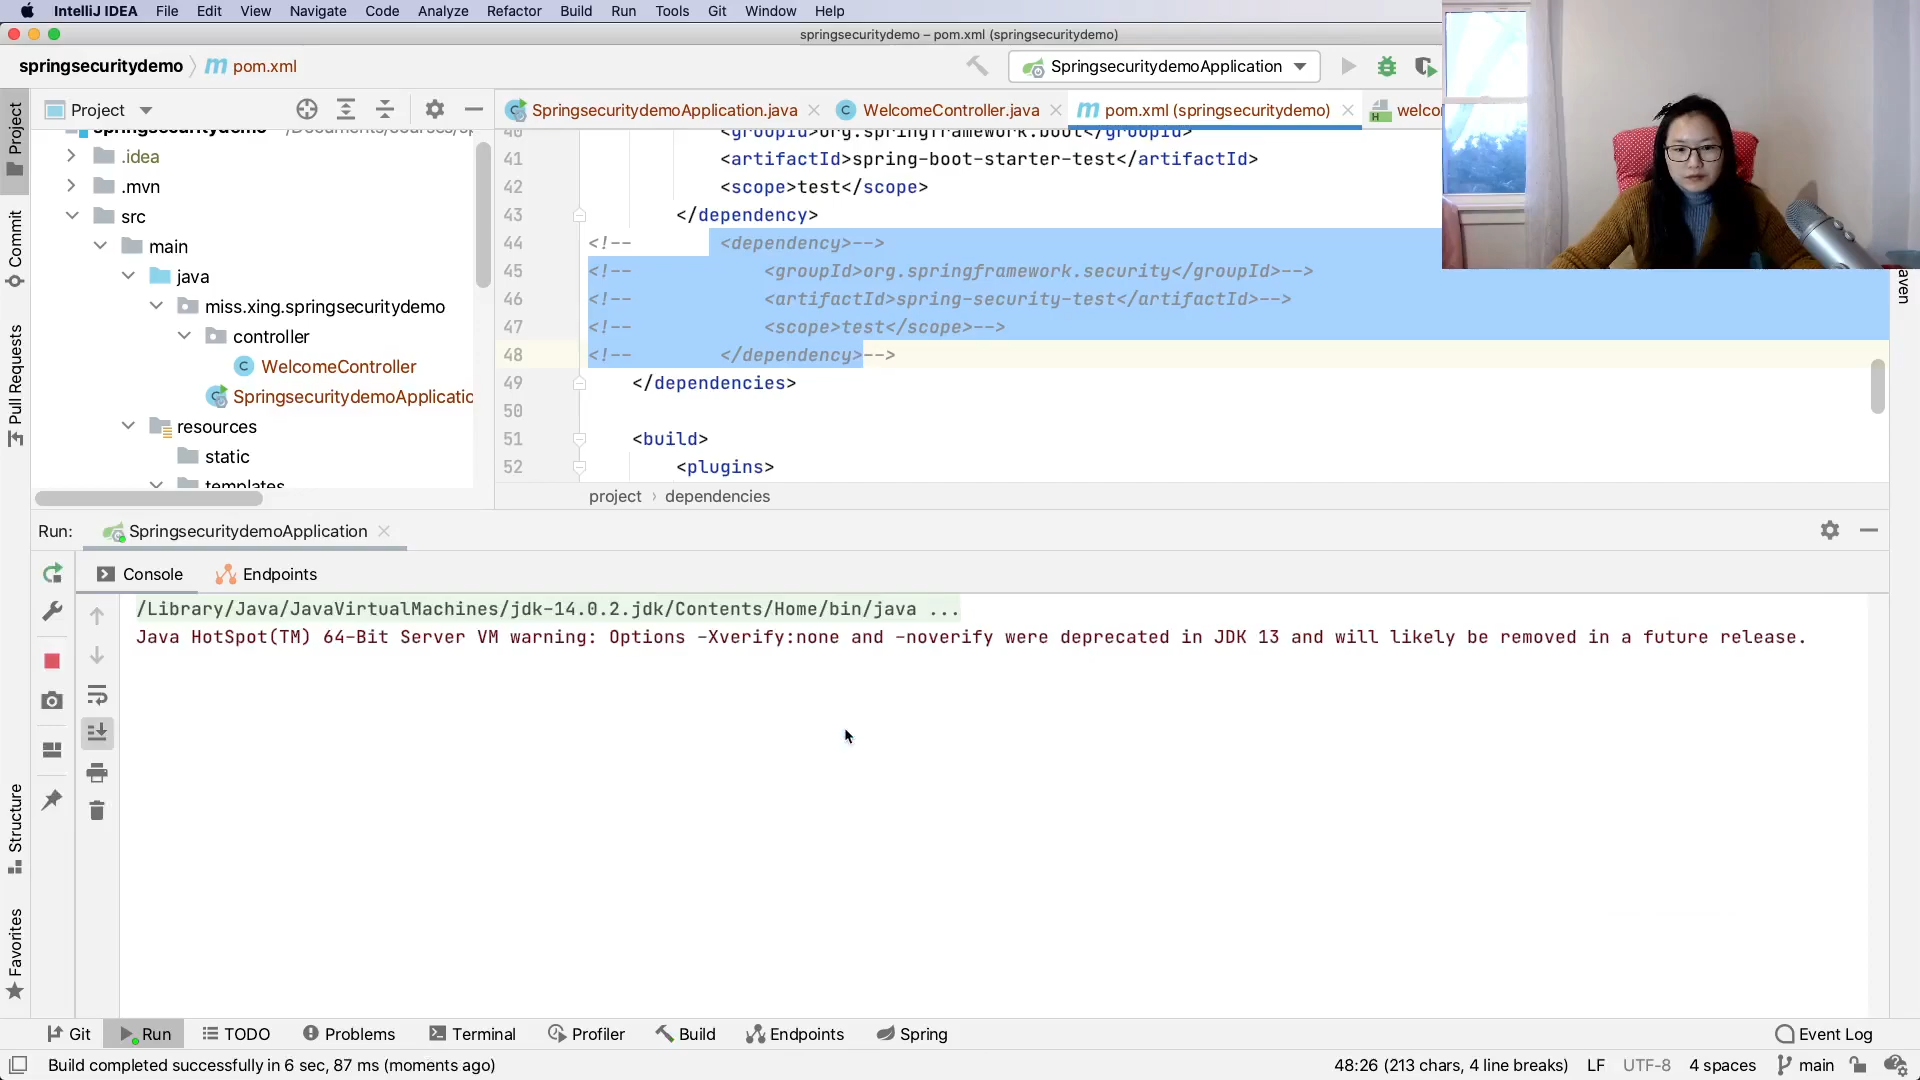 IntelliJ IDEA File Edit View Navigate Code Analyze Refactor Build Run Tools Git Window Help
springsecuritydemo – pom.xml (springsecuritydemo)
springsecuritydemo pom.xml
SpringsecuritydemoApplication
Project
SpringsecuritydemoApplication.java
WelcomeController.java
pom.xml (springsecuritydemo)
welco
.idea
.mvn
src
main
java
miss.xing.springsecuritydemo
controller
WelcomeController
SpringsecuritydemoApplicatio
resources
static
templates
40 <groupId>org.springframework.boot</groupId>
41 <artifactId>spring-boot-starter-test</artifactId>
42 <scope>test</scope>
43 </dependency>
44 <!-- <dependency>-->
45 <!-- <groupId>org.springframework.security</groupId>-->
46 <!-- <artifactId>spring-security-test</artifactId>-->
47 <!-- <scope>test</scope>-->
48 <!-- </dependency>-->
49 </dependencies>
50
51 <build>
52 <plugins>
project › dependencies
Project
Commit
Pull Requests
Structure
Favorites
Run: SpringsecuritydemoApplication
Console Endpoints
/Library/Java/JavaVirtualMachines/jdk-14.0.2.jdk/Contents/Home/bin/java ...
Java HotSpot(TM) 64-Bit Server VM warning: Options -Xverify:none and -noverify were deprecated in JDK 13 and will likely be removed in a future release.
Git Run TODO Problems Terminal Profiler Build Endpoints Spring Event Log
Build completed successfully in 6 sec, 87 ms (moments ago) 48:26 (213 chars, 4 line breaks) LF UTF-8 4 spaces main